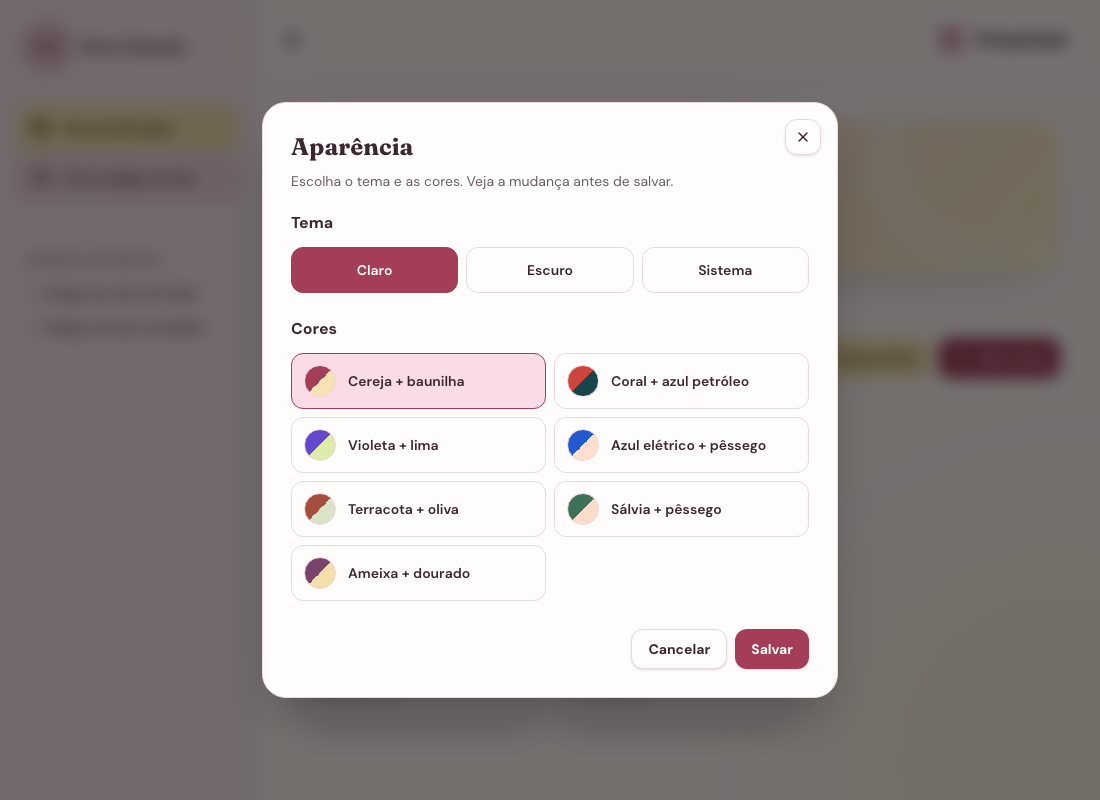 Aparência
Escolha o tema e as cores. Veja a mudança antes de salvar.
Tema
Claro
Escuro
Sistema
Cores
Cereja + baunilha
Coral + azul petróleo
Violeta + lima
Azul elétrico + pêssego
Terracota + oliva
Sálvia + pêssego
Ameixa + dourado
Cancelar
Salvar